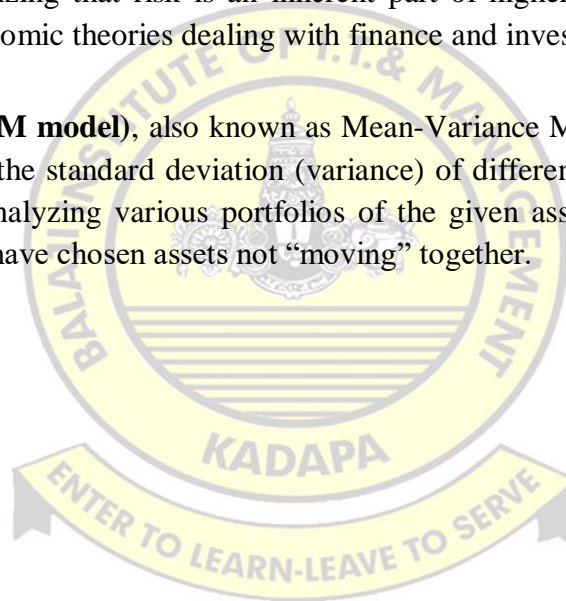 zing that risk is an inherent part of higher
omic theories dealing with finance and inves
M model), also known as Mean-Variance M
the standard deviation (variance) of differen
nalyzing various portfolios of the given ass
have chosen assets not “moving” together.
BALAJI INSTITUTE OF I.T.& MANAGEMENT
KADAPA
ENTER TO LEARN-LEAVE TO SERVE